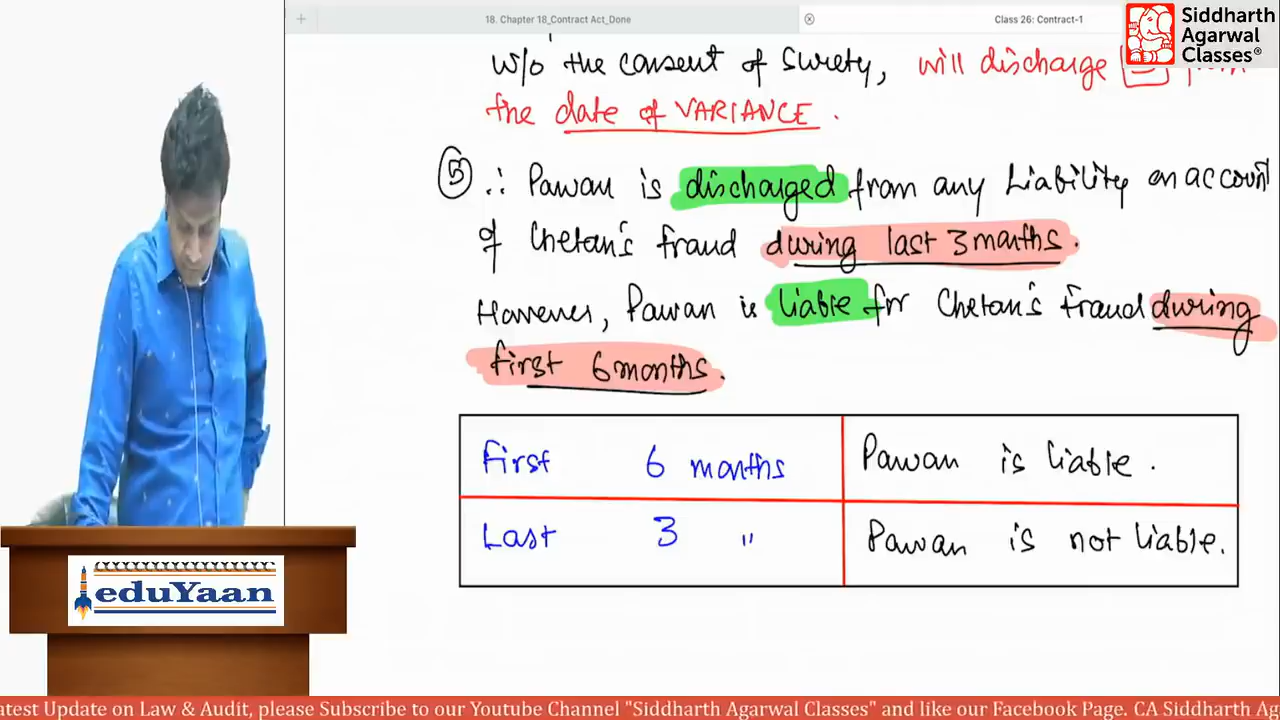 18. Chapter 18_Contract Act_Done
Class 26: Contract-1
Siddharth
Agarwal
Classes®
w/o the consent of Surety, will discharge
the date of VARIANCE.
⑤ ∴ Pawan is discharged from any Liability on account
of Chetan's fraud during last 3 months.
However, Pawan is liable for Chetan's fraud during
first 6 months.
First 6 months Pawan is liable.
Last 3 " Pawan is not liable.
eduYaan
atest Update on Law & Audit, please Subscribe to our Youtube Channel "Siddharth Agarwal Classes" and like our Facebook Page. CA Siddharth Ag